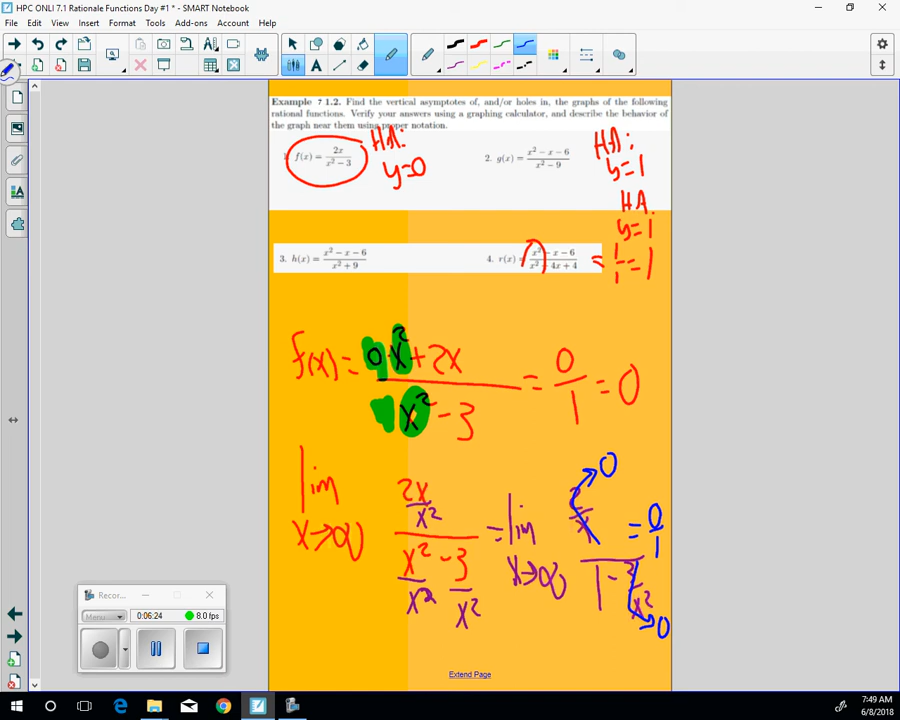 HPC ONLI 7.1 Rationale Functions Day #1 * - SMART Notebook
File Edit View Insert Format Tools Add-ons Account Help
Example 7 1.2. Find the vertical asymptotes of, and/or holes in, the graphs of the following
rational functions. Verify your answers using a graphing calculator, and describe the behavior of
the graph near them using proper notation.
f(x) = 2x / x² − 3
HA:
y=0
2. g(x) = x² − x − 6 / x² − 9
HA:
y=1
HA.
y=1
3. h(x) = x² − x − 6 / x² + 9
4. r(x) = x² − x − 6 / x² + 4x + 4
= 1/1 = 1
f(x) = 0x² + 2x / 1x² − 3 = 0/1 = 0
lim x→∞ 2x/x² / x²/x² − 3/x² = lim x→∞ 2/x / 1 − 3/x² = 0/1
0
0
Recor...
Menu...
0:06:24
8.0 fps
Extend Page
7:49 AM
6/8/2018